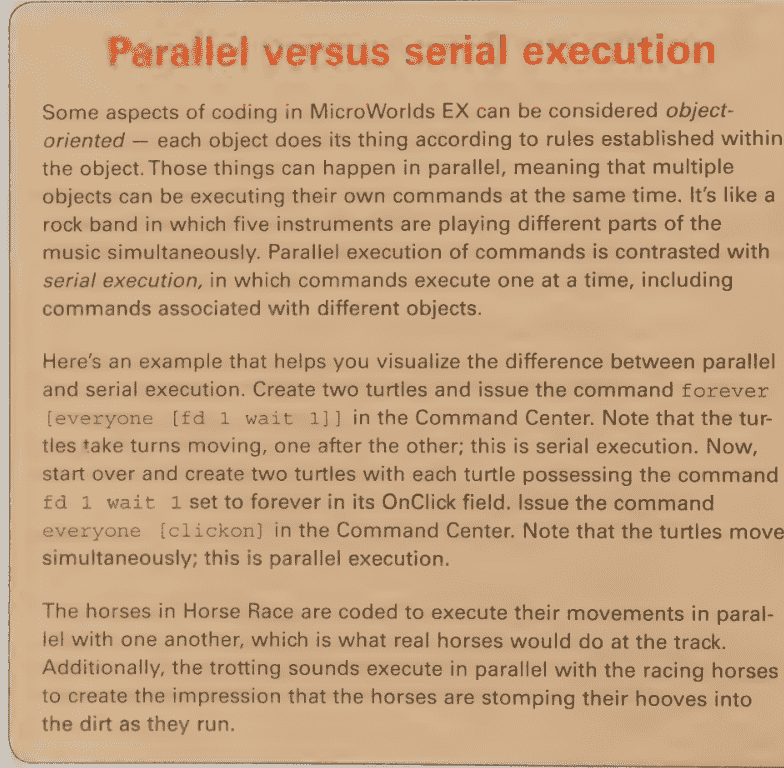 Parallel versus serial execution
Some aspects of coding in MicroWorlds EX can be considered object-
oriented — each object does its thing according to rules established within
the object. Those things can happen in parallel, meaning that multiple
objects can be executing their own commands at the same time. It's like a
rock band in which five instruments are playing different parts of the
music simultaneously. Parallel execution of commands is contrasted with
serial execution, in which commands execute one at a time, including
commands associated with different objects.
Here's an example that helps you visualize the difference between parallel
and serial execution. Create two turtles and issue the command forever
[everyone [fd 1 wait 1]] in the Command Center. Note that the tur-
tles take turns moving, one after the other; this is serial execution. Now,
start over and create two turtles with each turtle possessing the command
fd 1 wait 1 set to forever in its OnClick field. Issue the command
everyone [clickon] in the Command Center. Note that the turtles move
simultaneously; this is parallel execution.
The horses in Horse Race are coded to execute their movements in paral-
lel with one another, which is what real horses would do at the track.
Additionally, the trotting sounds execute in parallel with the racing horses
to create the impression that the horses are stomping their hooves into
the dirt as they run.